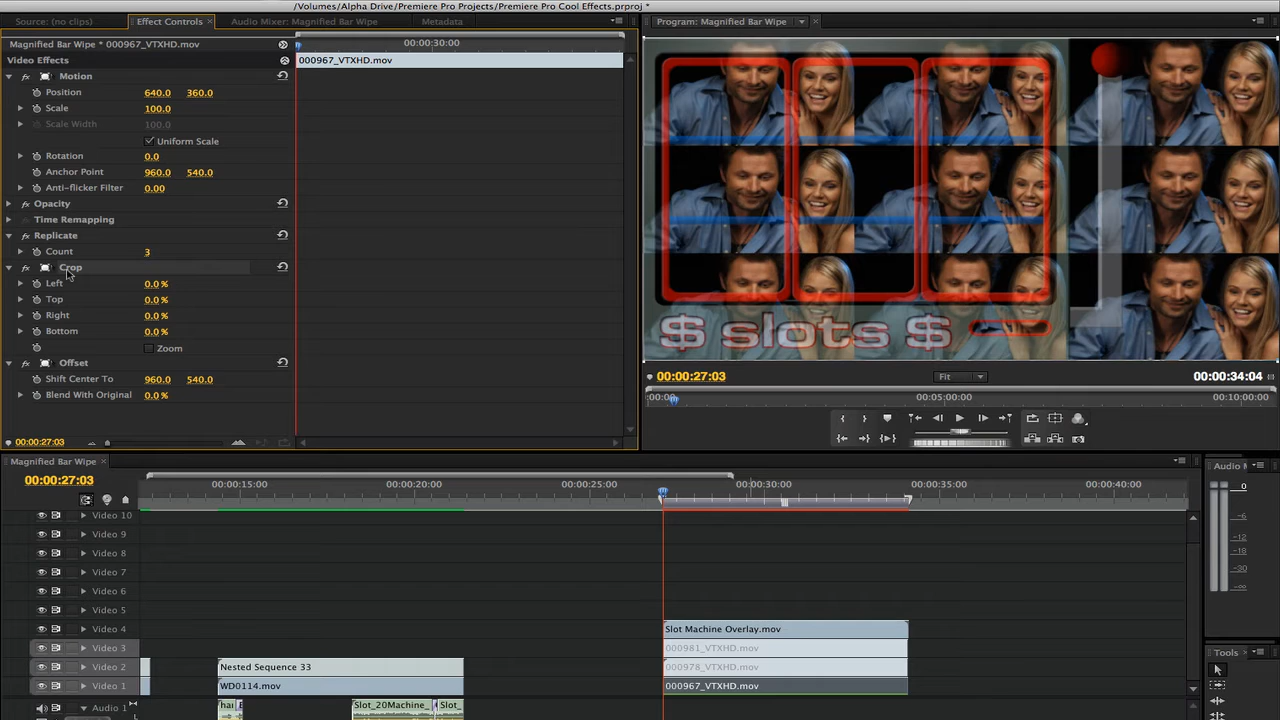 /Volumes/Alpha Drive/Premiere Pro Projects/Premiere Pro Cool Effects.prproj *
Source: (no clips)
Effect Controls
Audio Mixer: Magnified Bar Wipe
Metadata
Magnified Bar Wipe * 000967_VTXHD.mov
00:00:30:00
Video Effects
000967_VTXHD.mov
Motion
Position 640.0 360.0
Scale 100.0
Scale Width 100.0
Uniform Scale
Rotation 0.0
Anchor Point 960.0 540.0
Anti-flicker Filter 0.00
Opacity
Time Remapping
Replicate
Count 3
Crop
Left 0.0 %
Top 0.0 %
Right 0.0 %
Bottom 0.0 %
Zoom
Offset
Shift Center To 960.0 540.0
Blend With Original 0.0 %
00:00:27:03
Program: Magnified Bar Wipe
$ slots $
00:00:27:03
Fit
00:00:34:04
:00:00
00:05:00:00
00:10:00:00
Magnified Bar Wipe
00:00:27:03
00:00:15:00
00:00:20:00
00:00:25:00
00:00:30:00
00:00:35:00
00:00:40:00
Video 10
Video 9
Video 8
Video 7
Video 6
Video 5
Video 4
Slot Machine Overlay.mov
Video 3
000981_VTXHD.mov
Video 2
Nested Sequence 33
000978_VTXHD.mov
Video 1
WD0114.mov
000967_VTXHD.mov
Audio 1
Slot_20Machine_
Slot_
Audio M
0
-6
-12
-18
-30
Tools